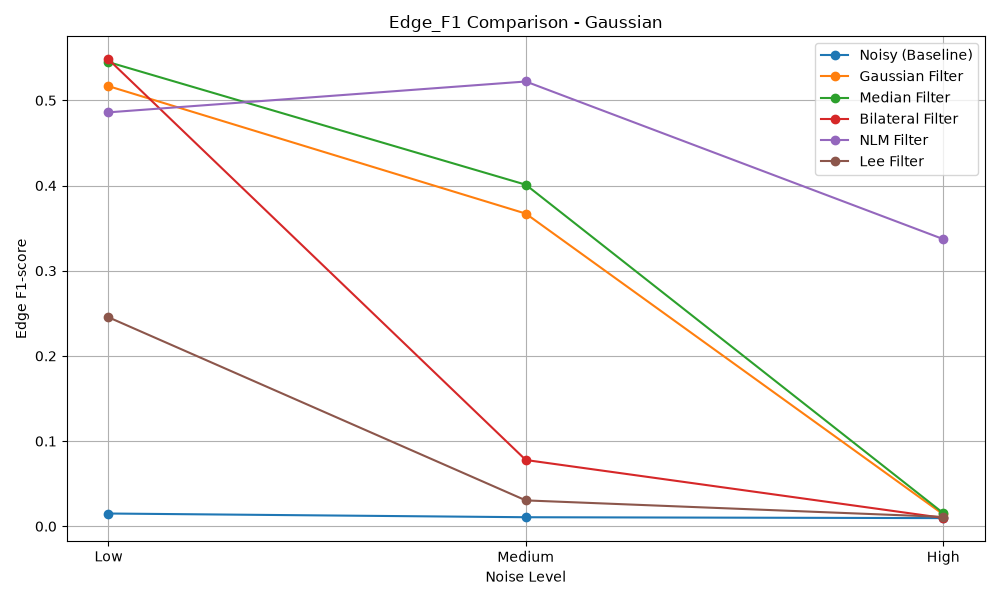 Edge_F1 Comparison - Gaussian
Noisy (Baseline)
Gaussian Filter
Median Filter
Bilateral Filter
NLM Filter
Lee Filter
Edge F1-score
0.5
0.4
0.3
0.2
0.1
0.0
Low
Medium
High
Noise Level